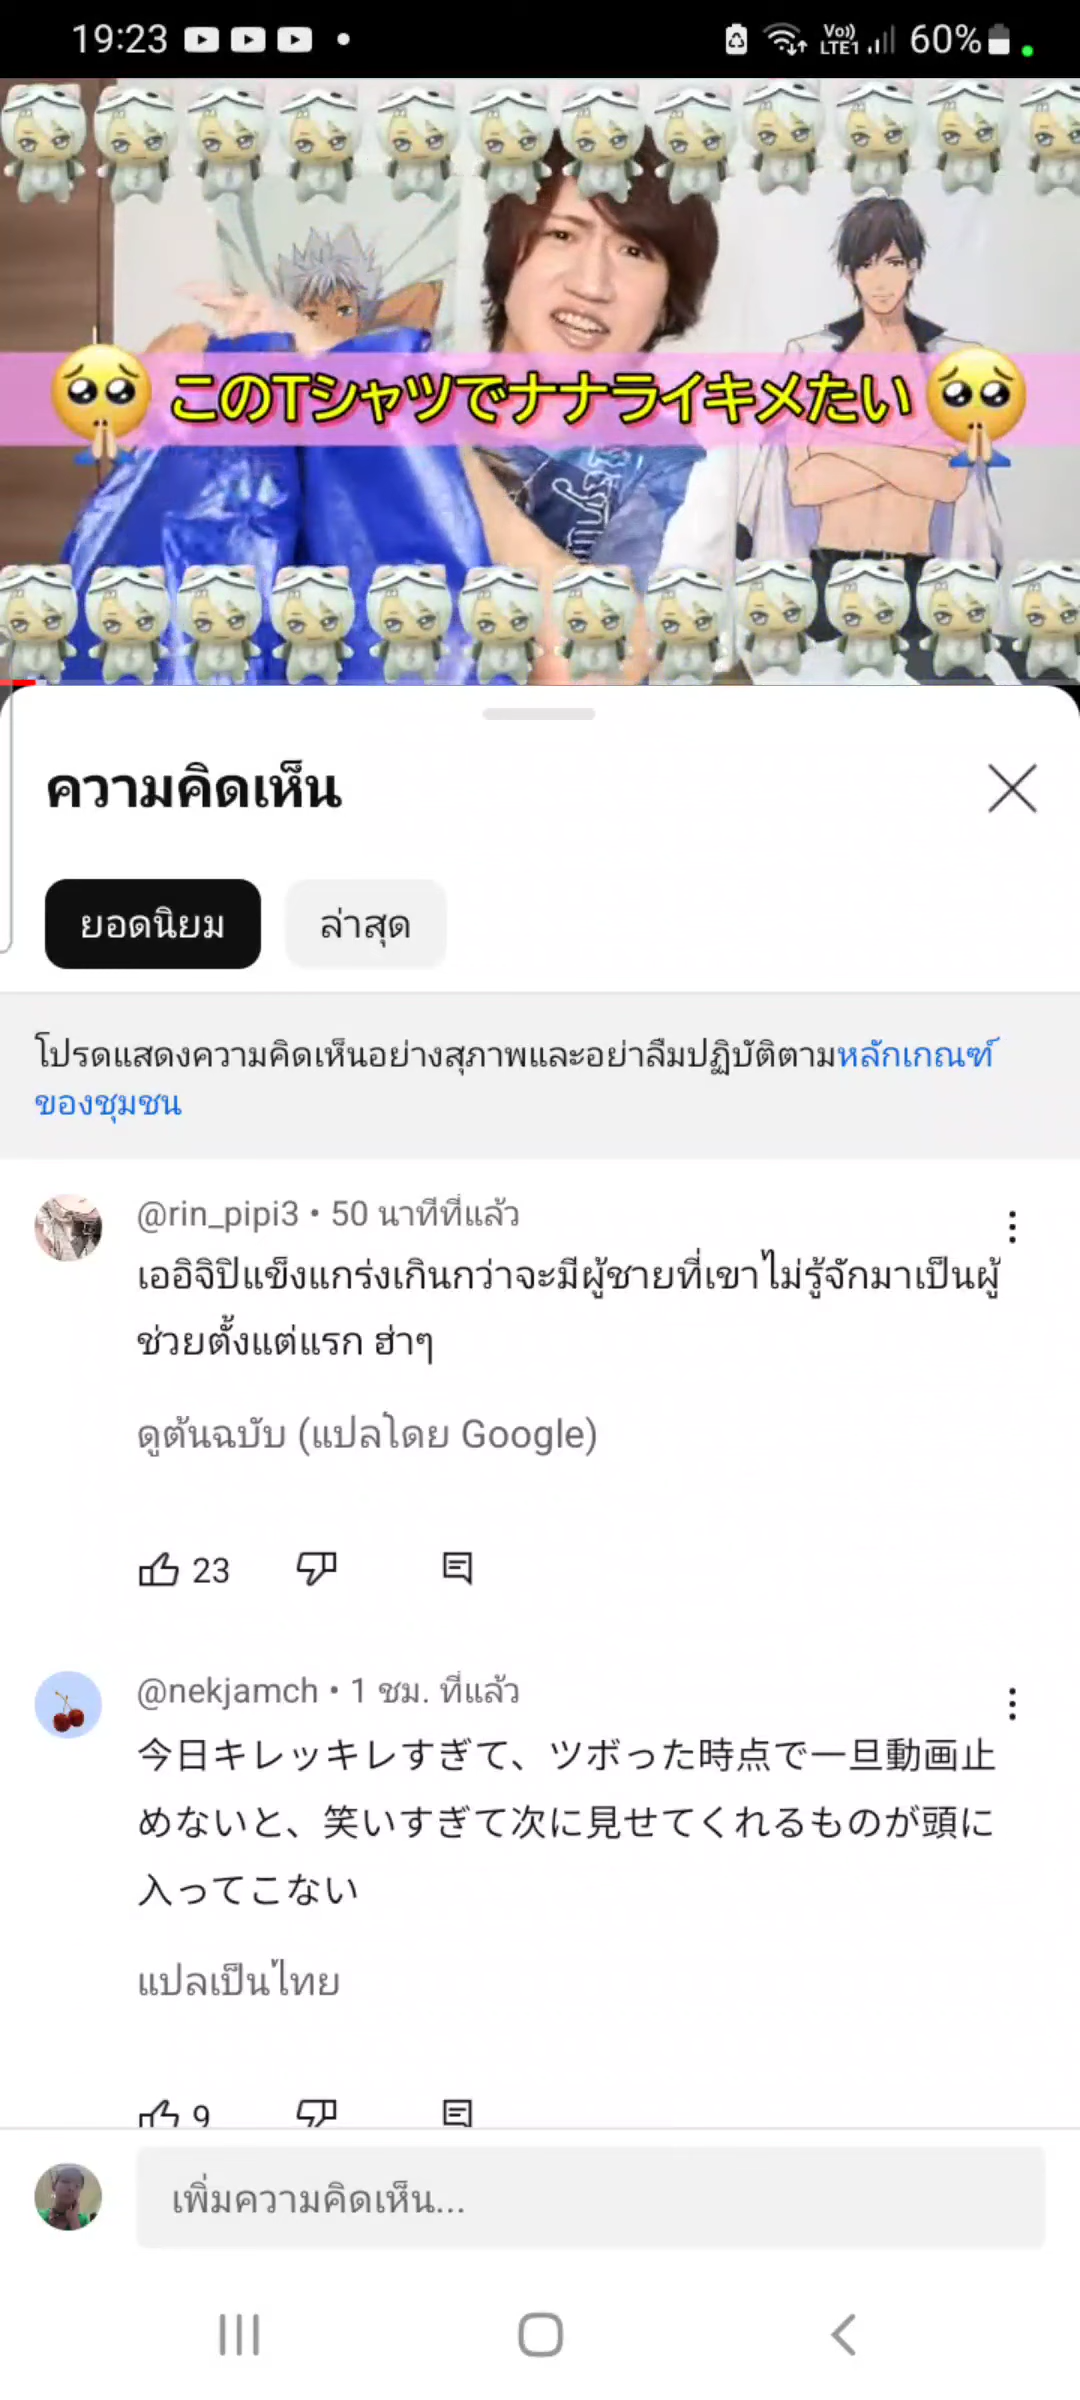 19:23
Vo))
LTE1
60%
このTシャツでナナライキメたい
ความคิดเห็น
ยอดนิยม
ล่าสุด
โปรดแสดงความคิดเห็นอย่างสุภาพและอย่าลืมปฏิบัติตามหลักเกณฑ์
ของชุมชน
@rin_pipi3 • 50 นาทีที่แล้ว
เออิจิปิแข็งแกร่งเกินกว่าจะมีผู้ชายที่เขาไม่รู้จักมาเป็นผู้
ช่วยตั้งแต่แรก ฮ่าๆ
ดูต้นฉบับ (แปลโดย Google)
23
@nekjamch • 1 ชม. ที่แล้ว
今日キレッキレすぎて、ツボった時点で一旦動画止
めないと、笑いすぎて次に見せてくれるものが頭に
入ってこない
แปลเป็นไทย
9
เพิ่มความคิดเห็น...